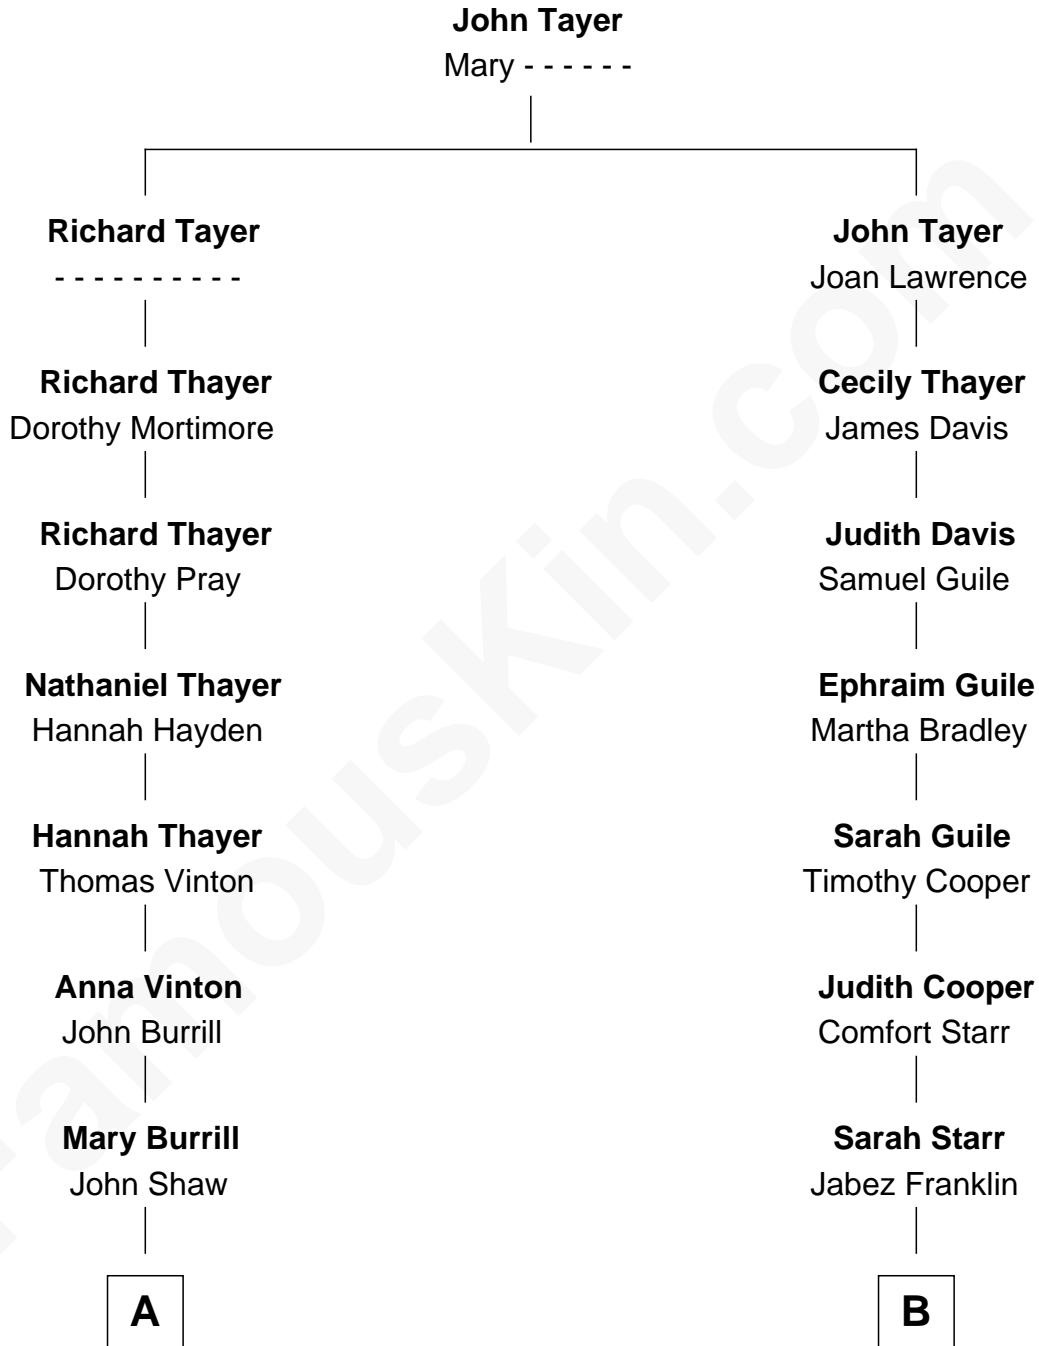 John Tayer
Mary - - - - - -
Richard Tayer
- - - - - - - - - -
Richard Thayer
Dorothy Mortimore
Richard Thayer
Dorothy Pray
Nathaniel Thayer
Hannah Hayden
Hannah Thayer
Thomas Vinton
Anna Vinton
John Burrill
Mary Burrill
John Shaw
A
John Tayer
Joan Lawrence
Cecily Thayer
James Davis
Judith Davis
Samuel Guile
Ephraim Guile
Martha Bradley
Sarah Guile
Timothy Cooper
Judith Cooper
Comfort Starr
Sarah Starr
Jabez Franklin
B
FamousKin.com